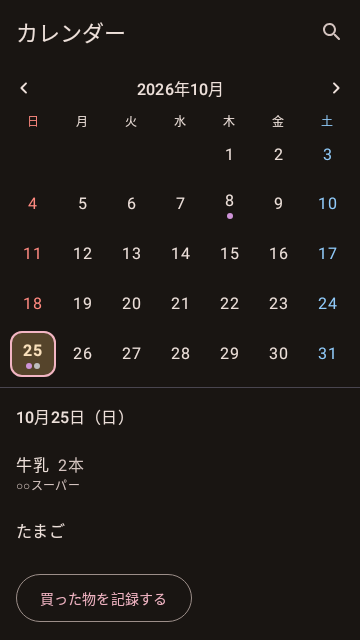 カレンダー
2026年10月
日 月 火 水 木 金 土
1 2 3
4 5 6 7 8 9 10
11 12 13 14 15 16 17
18 19 20 21 22 23 24
25 26 27 28 29 30 31
10月25日（日）
牛乳 2本
○○スーパー
たまご
買った物を記録する